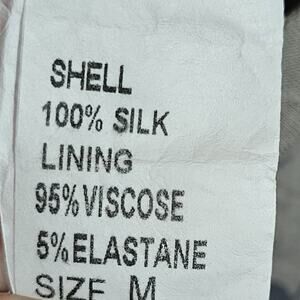 SHELL
100% SILK
LINING
95%VISCOSE
5%ELASTANE
SIZE M